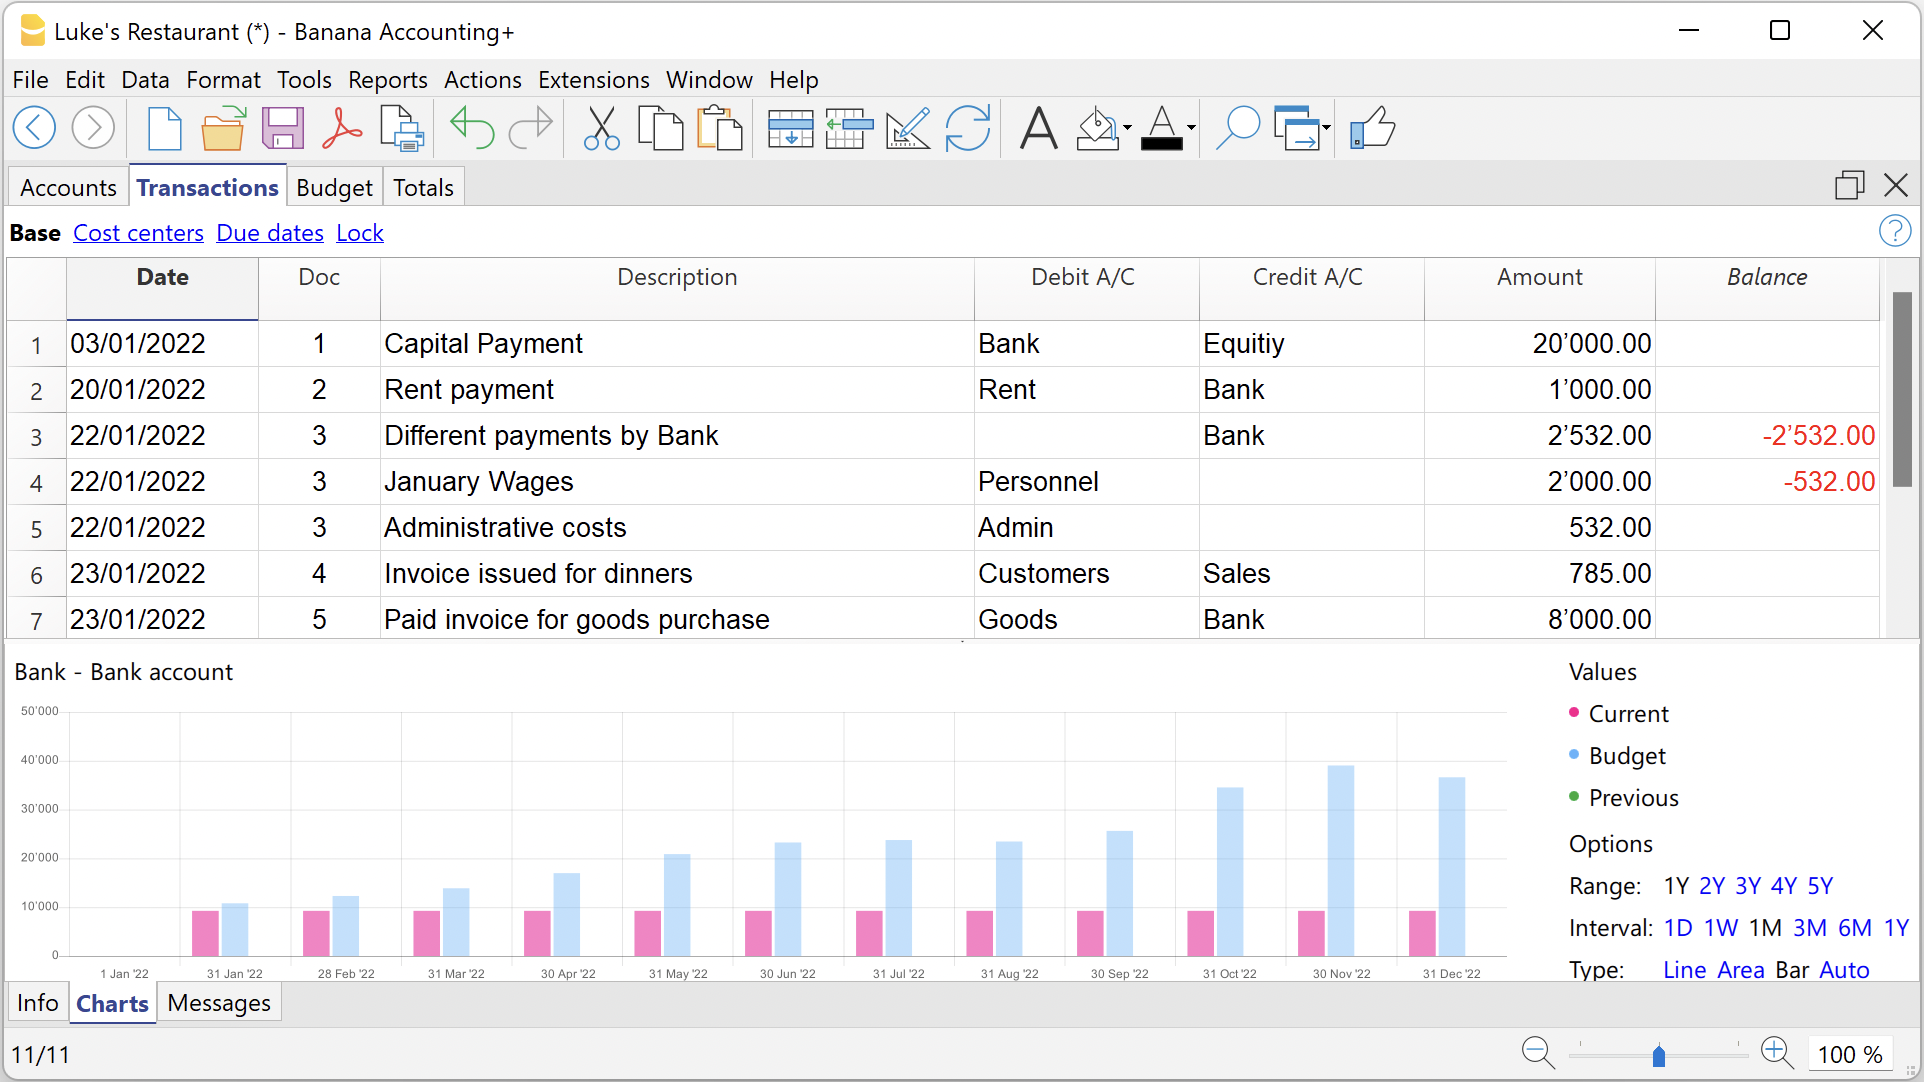 Luke's Restaurant (*) - Banana Accounting+
File Edit Data Format Tools Reports Actions Extensions Window Help
Accounts Transactions Budget Totals
Base Cost centers Due dates Lock ?
Date Doc Description Debit A/C Credit A/C Amount Balance
1 03/01/2022 1 Capital Payment Bank Equitiy 20’000.00
2 20/01/2022 2 Rent payment Rent Bank 1’000.00
3 22/01/2022 3 Different payments by Bank Bank 2’532.00 -2’532.00
4 22/01/2022 3 January Wages Personnel 2’000.00 -532.00
5 22/01/2022 3 Administrative costs Admin 532.00
6 23/01/2022 4 Invoice issued for dinners Customers Sales 785.00
7 23/01/2022 5 Paid invoice for goods purchase Goods Bank 8’000.00
Bank - Bank account
50'000
40'000
30'000
20'000
10'000
0
1 Jan '22 31 Jan '22 28 Feb '22 31 Mar '22 30 Apr '22 31 May '22 30 Jun '22 31 Jul '22 31 Aug '22 30 Sep '22 31 Oct '22 30 Nov '22 31 Dec '22
Values
Current
Budget
Previous
Options
Range: 1Y 2Y 3Y 4Y 5Y
Interval: 1D 1W 1M 3M 6M 1Y
Type: Line Area Bar Auto
Info Charts Messages
11/11 100 %